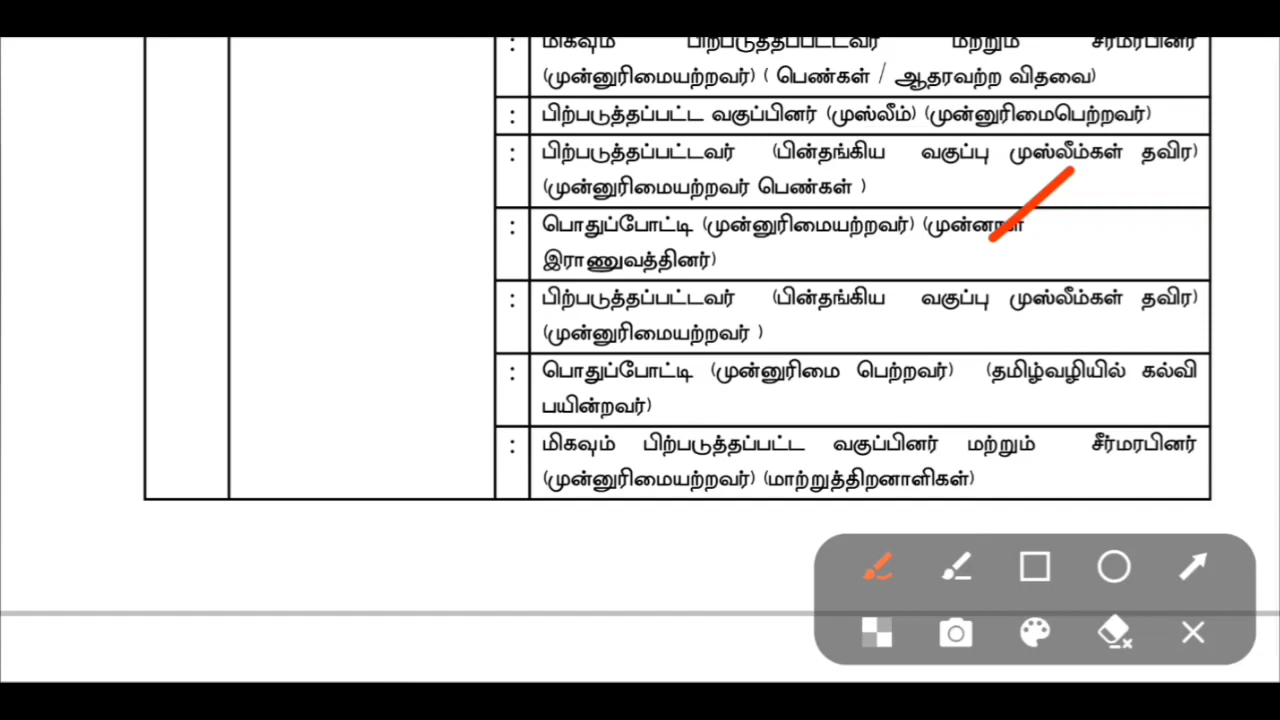 : மிகவும் பிற்படுத்தப்பட்டவர் மற்றும் சீர்மரபினர்
(முன்னுரிமையற்றவர்) ( பெண்கள் / ஆதரவற்ற விதவை)
: பிற்படுத்தப்பட்ட வகுப்பினர் (முஸ்லீம்) (முன்னுரிமைபெற்றவர்)
: பிற்படுத்தப்பட்டவர் (பின்தங்கிய வகுப்பு முஸ்லீம்கள் தவிர)
(முன்னுரிமையற்றவர் பெண்கள் )
: பொதுப்போட்டி (முன்னுரிமையற்றவர்) (முன்னாள்
இராணுவத்தினர்)
: பிற்படுத்தப்பட்டவர் (பின்தங்கிய வகுப்பு முஸ்லீம்கள் தவிர)
(முன்னுரிமையற்றவர் )
: பொதுப்போட்டி (முன்னுரிமை பெற்றவர்) (தமிழ்வழியில் கல்வி
பயின்றவர்)
: மிகவும் பிற்படுத்தப்பட்ட வகுப்பினர் மற்றும் சீர்மரபினர்
(முன்னுரிமையற்றவர்) (மாற்றுத்திறனாளிகள்)